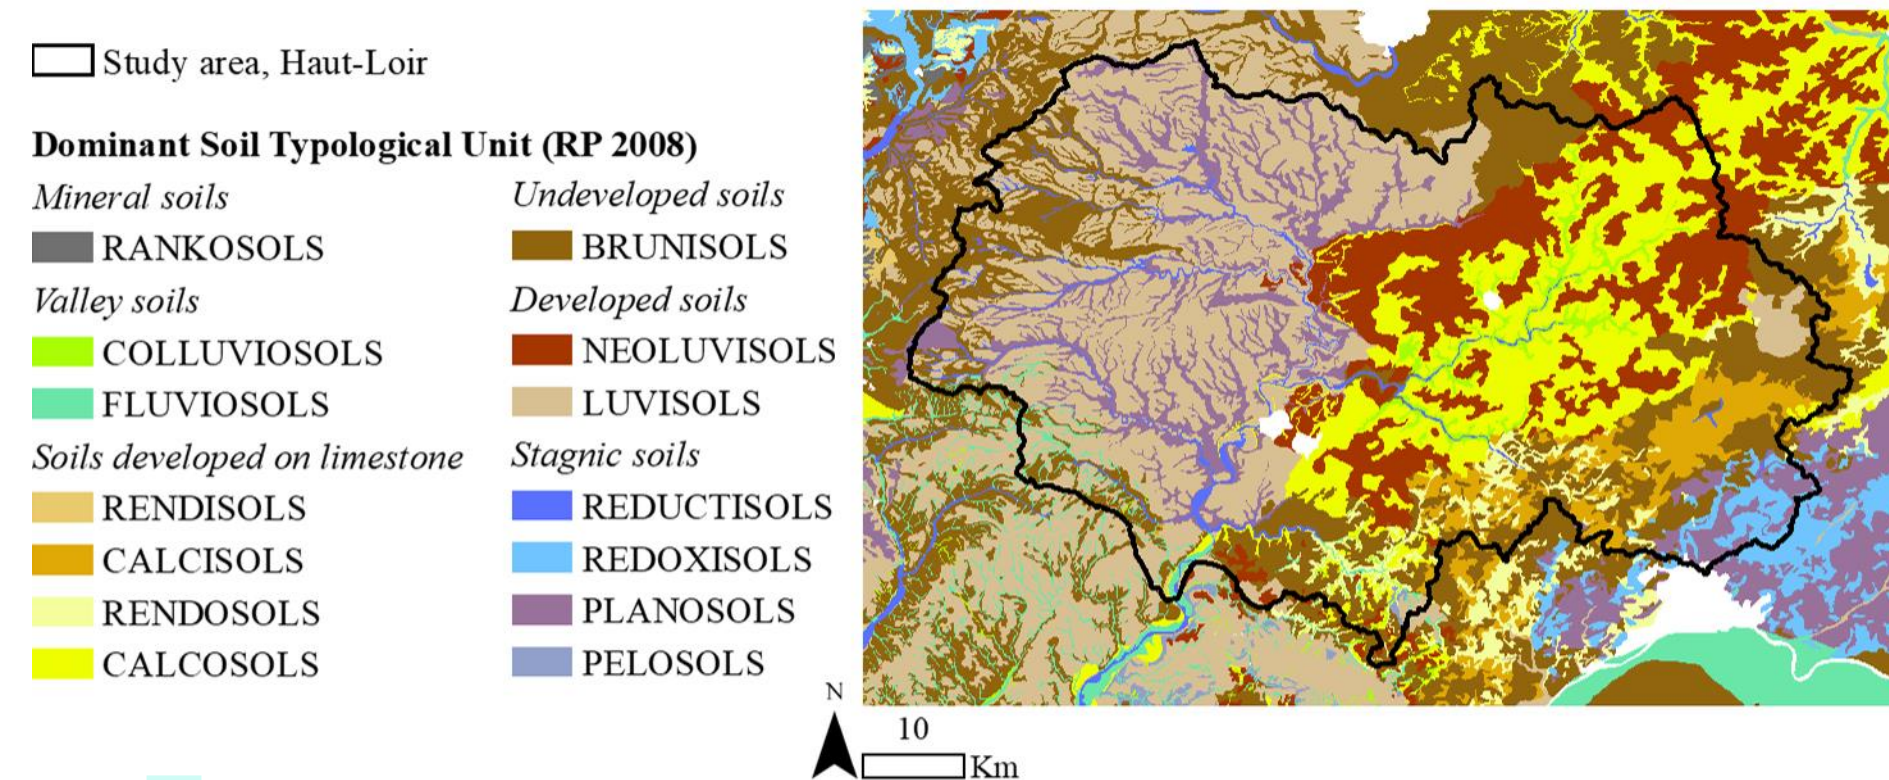 Study area, Haut-Loir
Dominant Soil Typological Unit (RP 2008)
Mineral soils
RANKOSOLS
Valley soils
COLLUVIOSOLS
FLUVIOSOLS
Soils developed on limestone
RENDISOLS
CALCISOLS
RENDOSOLS
CALCOSOLS
Undeveloped soils
BRUNISOLS
Developed soils
NEOLUVISOLS
LUVISOLS
Stagnic soils
REDUCTISOLS
REDOXISOLS
PLANOSOLS
PELOSOLS
N
10
Km